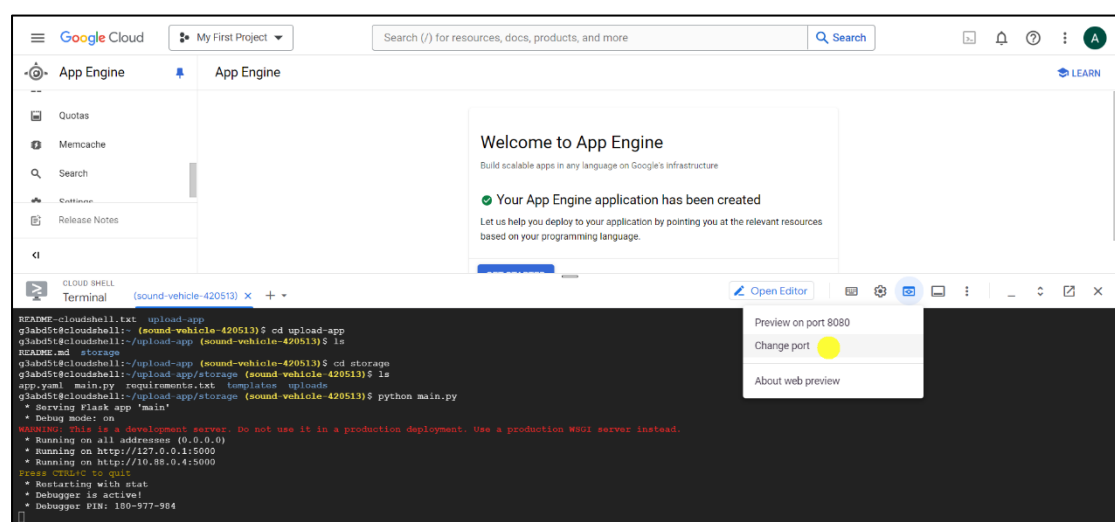 Google Cloud
My First Project
Search (/) for resources, docs, products, and more
Search
A
App Engine
App Engine
LEARN
Quotas
Memcache
Search
Settings
Release Notes
Welcome to App Engine
Build scalable apps in any language on Google's infrastructure
Your App Engine application has been created
Let us help you deploy to your application by pointing you at the relevant resources
based on your programming language.
GET STARTED
CLOUD SHELL
Terminal
(sound-vehicle-420513)
Open Editor
Preview on port 8080
Change port
About web preview
README-cloudshell.txt upload-app
g3abd5t@cloudshell:~ (sound-vehicle-420513)$ cd upload-app
g3abd5t@cloudshell:~/upload-app (sound-vehicle-420513)$ ls
README.md storage
g3abd5t@cloudshell:~/upload-app (sound-vehicle-420513)$ cd storage
g3abd5t@cloudshell:~/upload-app/storage (sound-vehicle-420513)$ ls
app.yaml main.py requirements.txt templates uploads
g3abd5t@cloudshell:~/upload-app/storage (sound-vehicle-420513)$ python main.py
* Serving Flask app 'main'
* Debug mode: on
WARNING: This is a development server. Do not use it in a production deployment. Use a production WSGI server instead.
* Running on all addresses (0.0.0.0)
* Running on http://127.0.0.1:5000
* Running on http://10.88.0.4:5000
Press CTRL+C to quit
* Restarting with stat
* Debugger is active!
* Debugger PIN: 180-977-984